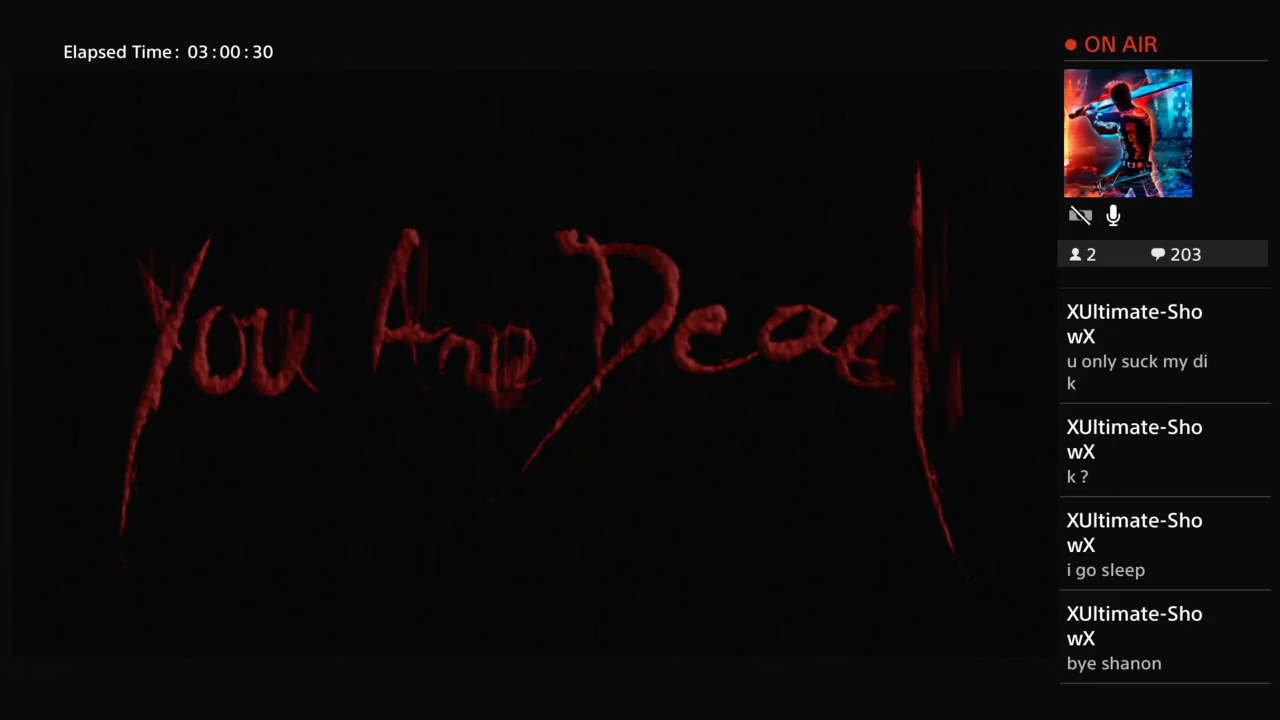 Elapsed Time: 03:00:30
ON AIR
You Are Dead
2
203
XUltimate-Sho
wX
u only suck my di
k
XUltimate-Sho
wX
k ?
XUltimate-Sho
wX
i go sleep
XUltimate-Sho
wX
bye shanon